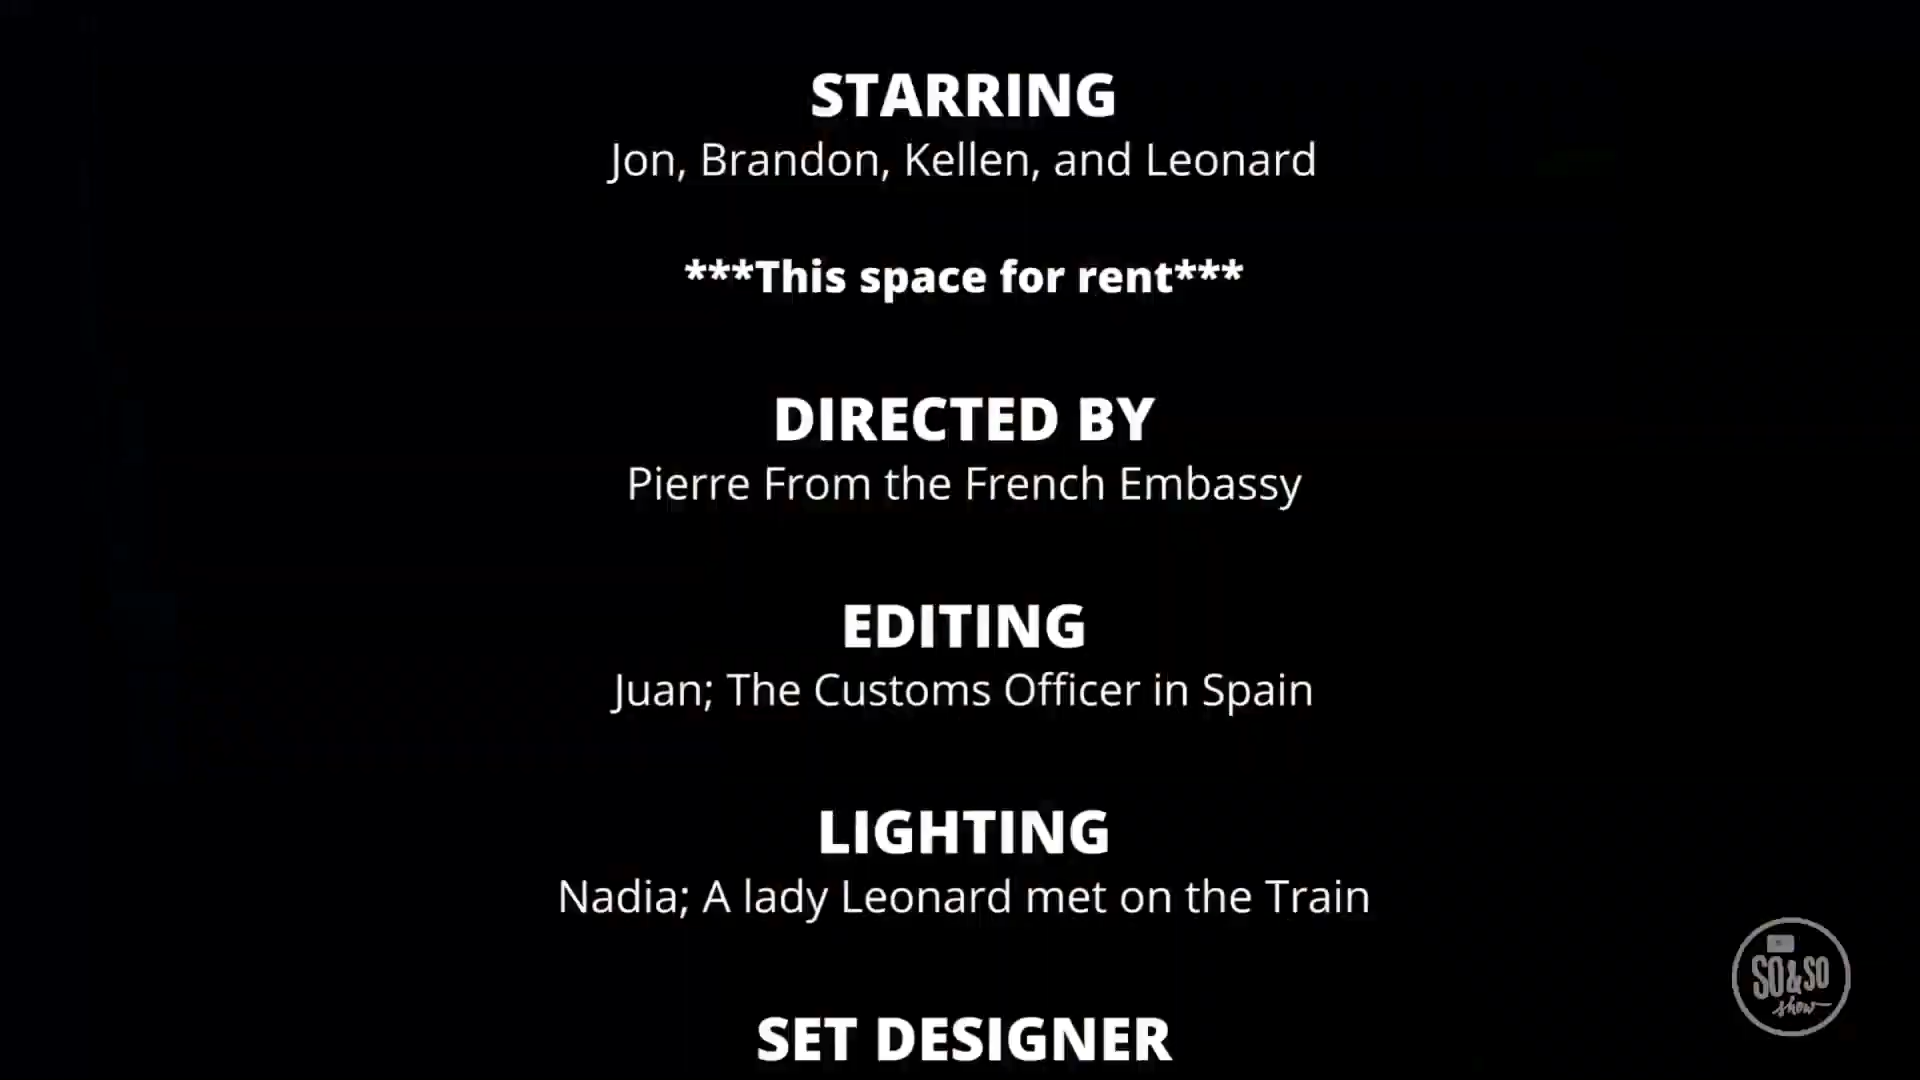 STARRING
Jon, Brandon, Kellen, and Leonard
***This space for rent***
DIRECTED BY
Pierre From the French Embassy
EDITING
Juan; The Customs Officer in Spain
LIGHTING
Nadia; A lady Leonard met on the Train
SET DESIGNER
SO&SO
show